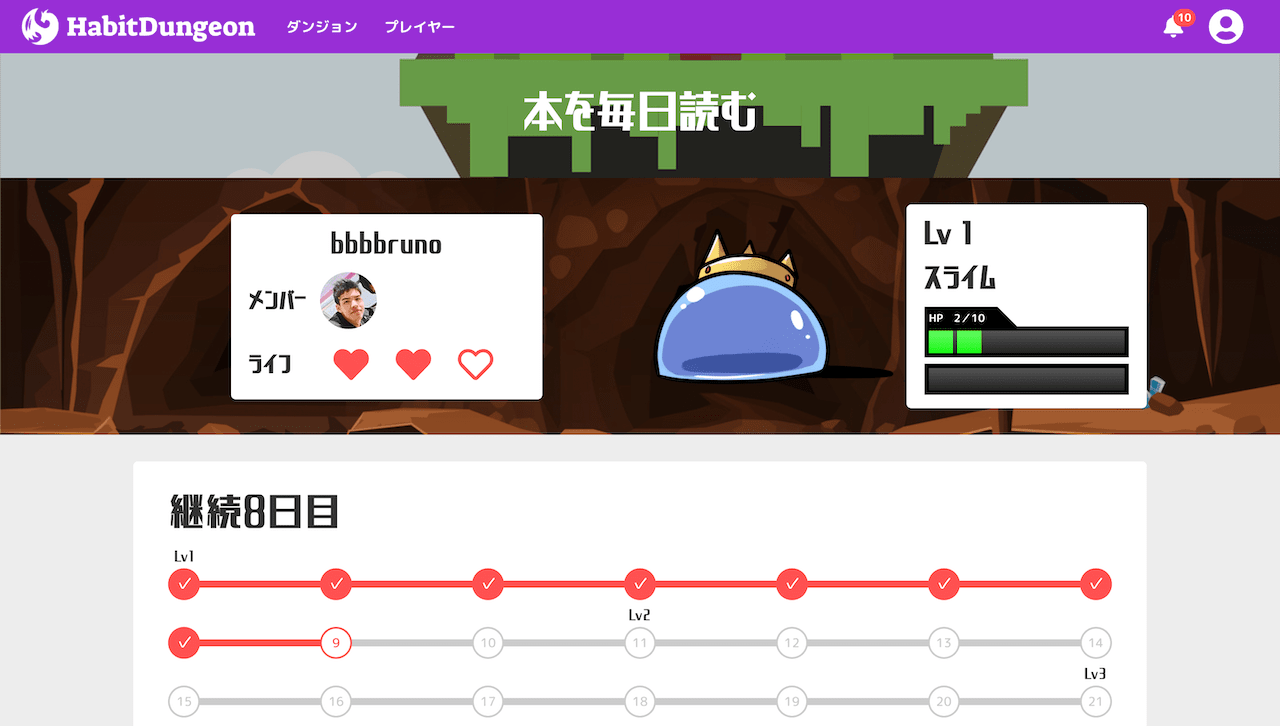 HabitDungeon ダンジョン プレイヤー 10
本を毎日読む
bbbbruno
メンバー
ライフ
Lv 1
スライム
HP 2/10
継続8日目
Lv1
Lv2
9 10 11 12 13 14
Lv3
15 16 17 18 19 20 21